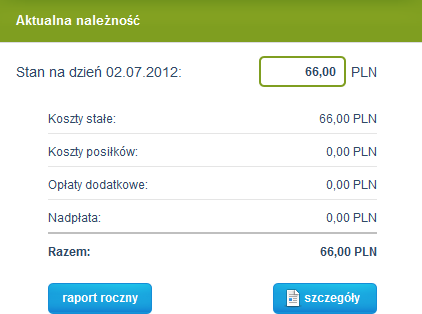 Aktualna należność
Stan na dzień 02.07.2012: 66,00 PLN
Koszty stałe: 66,00 PLN
Koszty posiłków: 0,00 PLN
Opłaty dodatkowe: 0,00 PLN
Nadpłata: 0,00 PLN
Razem: 66,00 PLN
raport roczny szczegóły